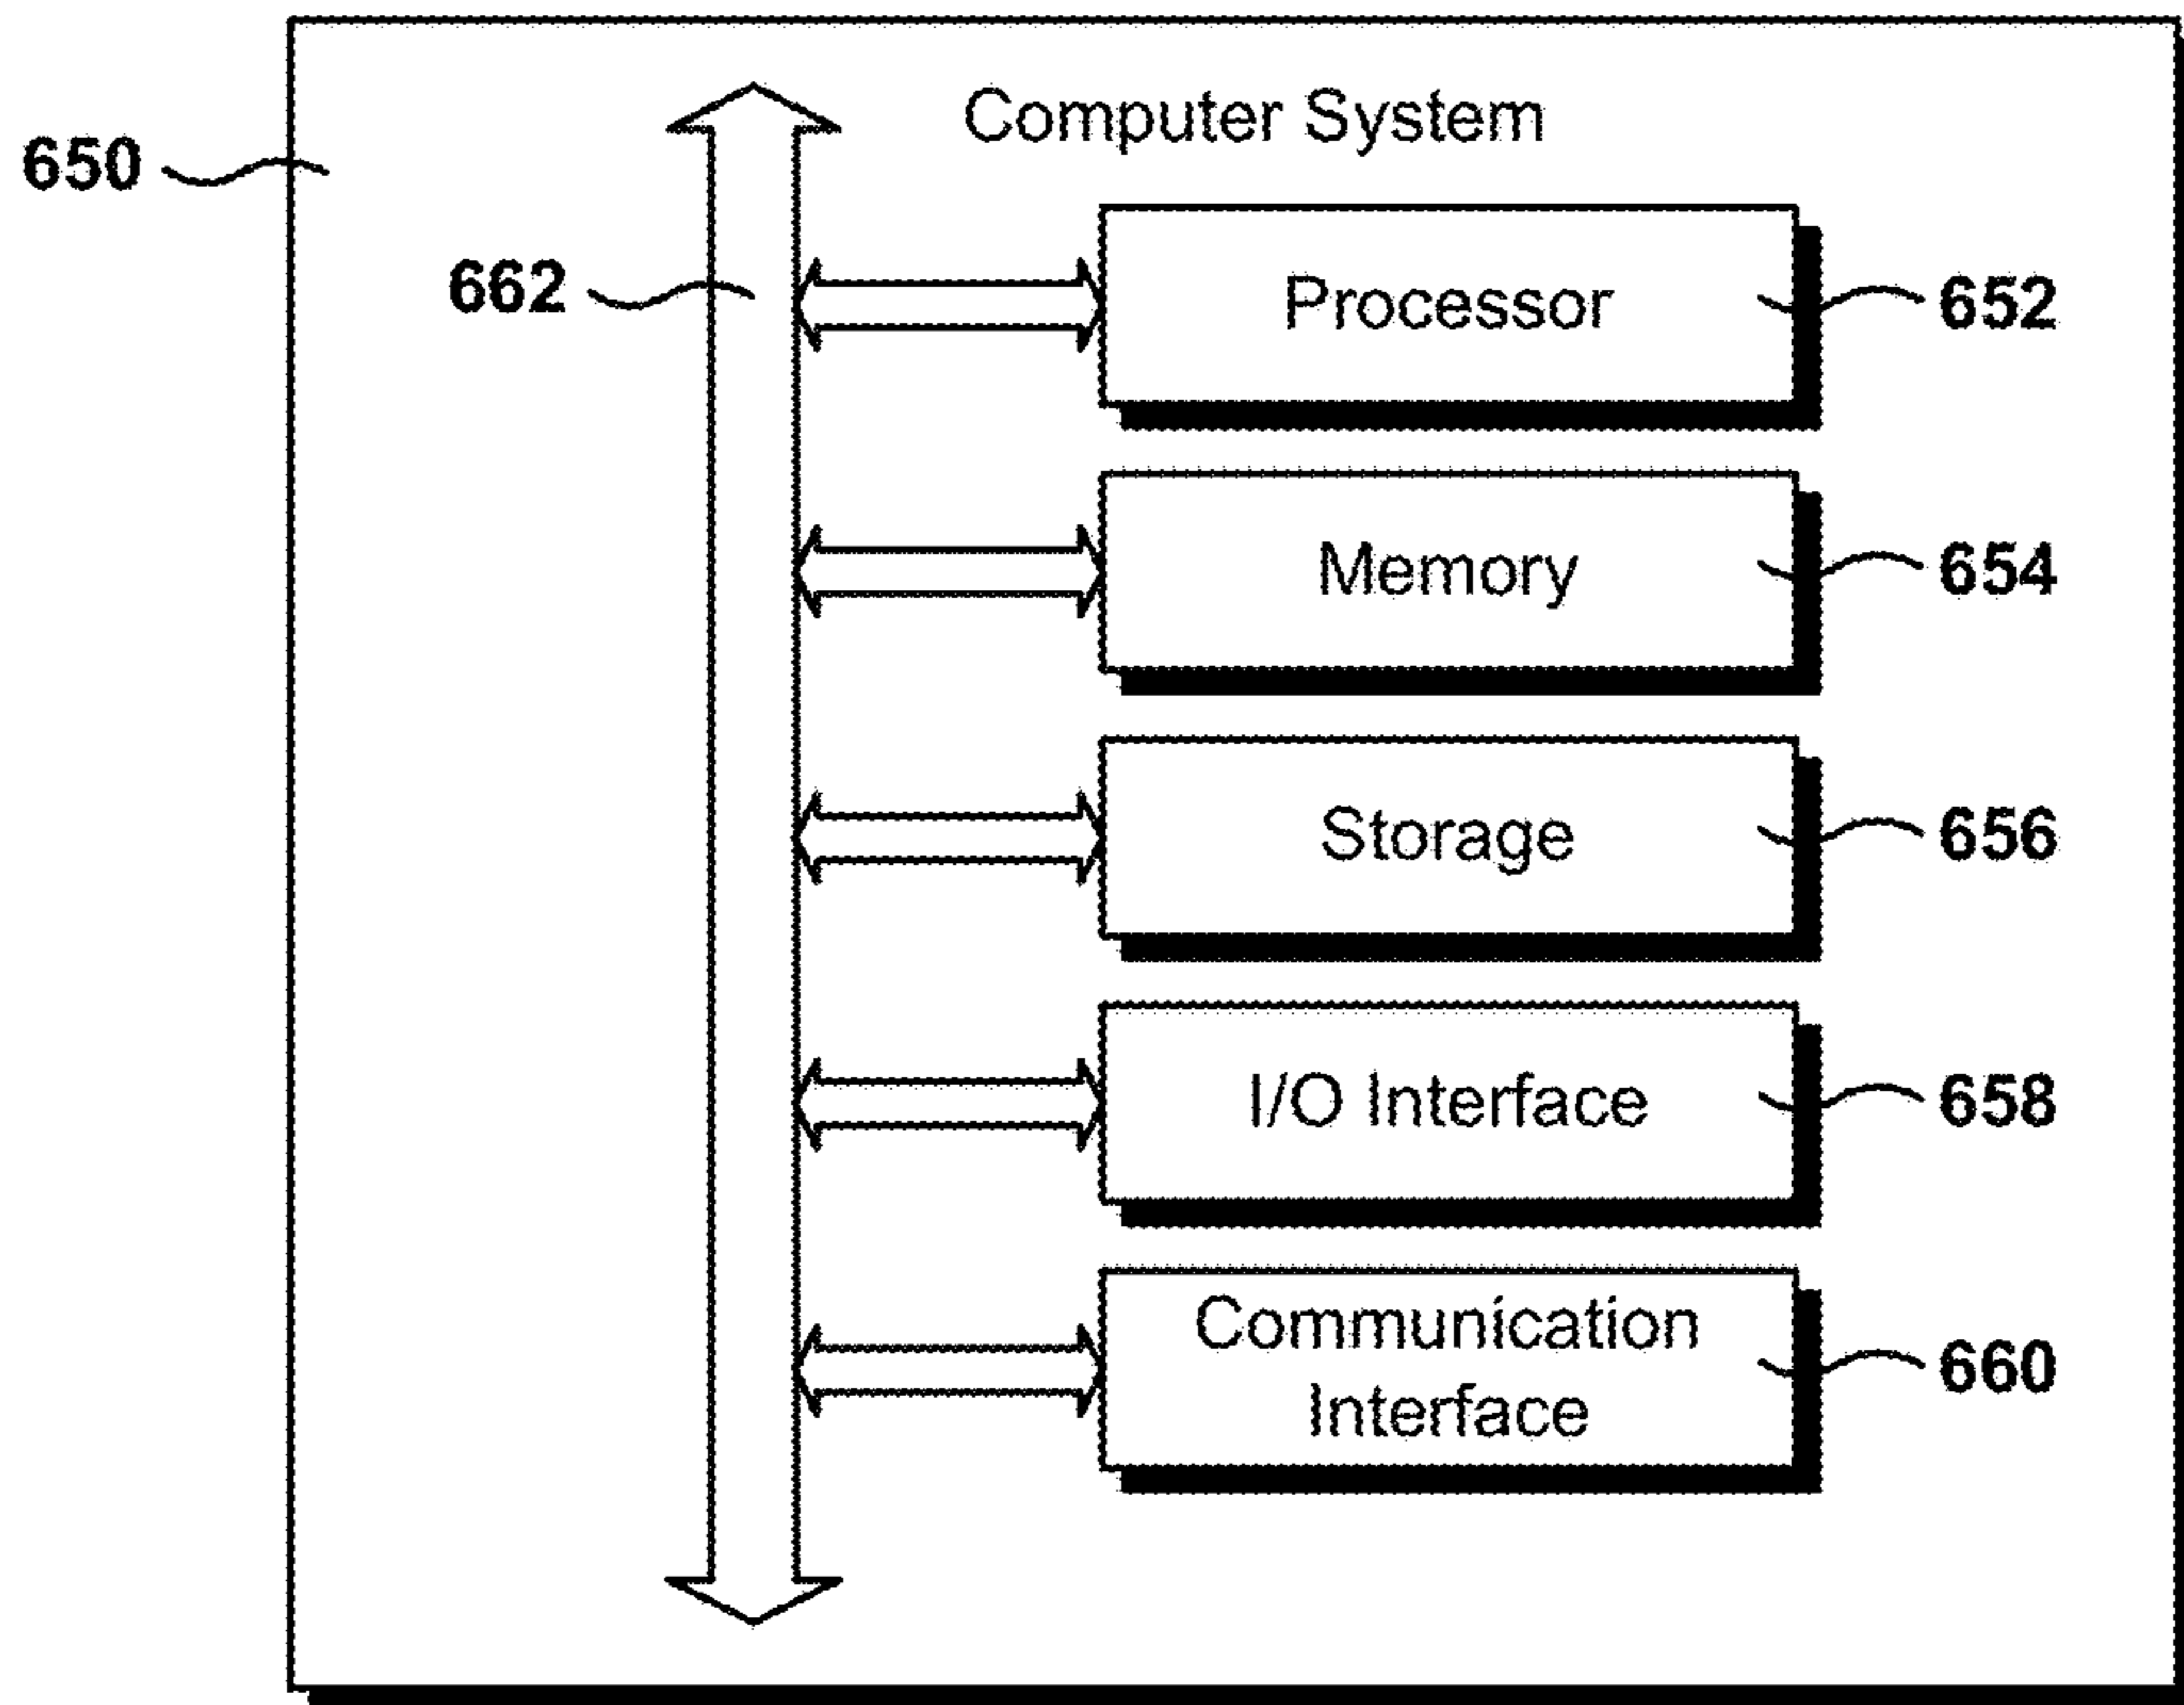 Computer System
650
662
Processor
652
Memory
654
Storage
656
I/O Interface
658
Communication
Interface
660